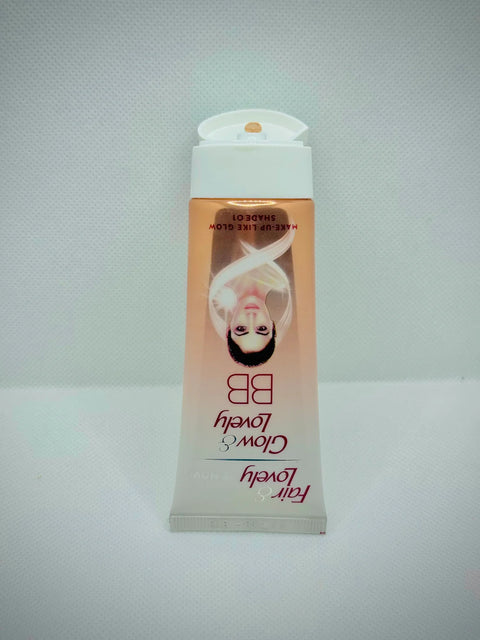 Fair &
Lovely
Glow &
Lovely
BB
MAKE-UP LIKE GLOW
SHADE 01